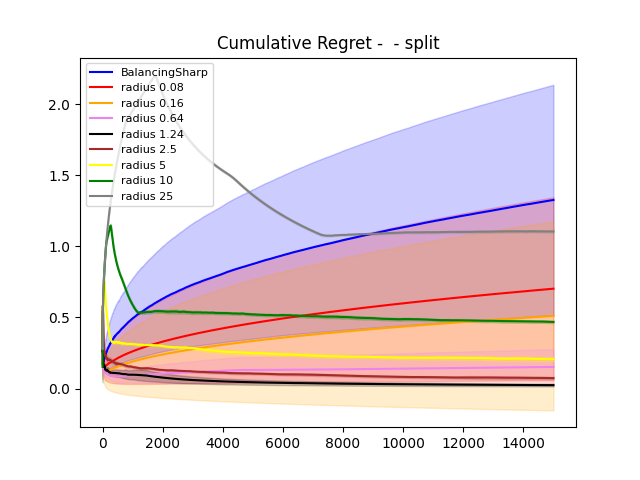 Cumulative Regret -  - split
BalancingSharp
radius 0.08
radius 0.16
radius 0.64
radius 1.24
radius 2.5
radius 5
radius 10
radius 25
2.0
1.5
1.0
0.5
0.0
0 2000 4000 6000 8000 10000 12000 14000